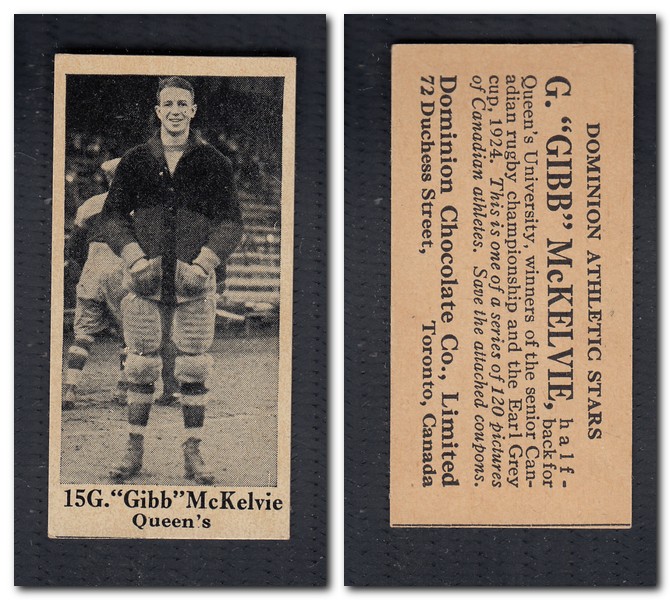 15G."Gibb"McKelvie
Queen's
DOMINION ATHLETIC STARS
G. "GIBB" McKELVIE, half-
back for
Queen's University, winners of the senior Can-
adian rugby championship and the Earl Grey
cup, 1924. This is one of a series of 120 pictures
of Canadian athletes. Save the attached coupons.
Dominion Chocolate Co., Limited
72 Duchess Street, Toronto, Canada